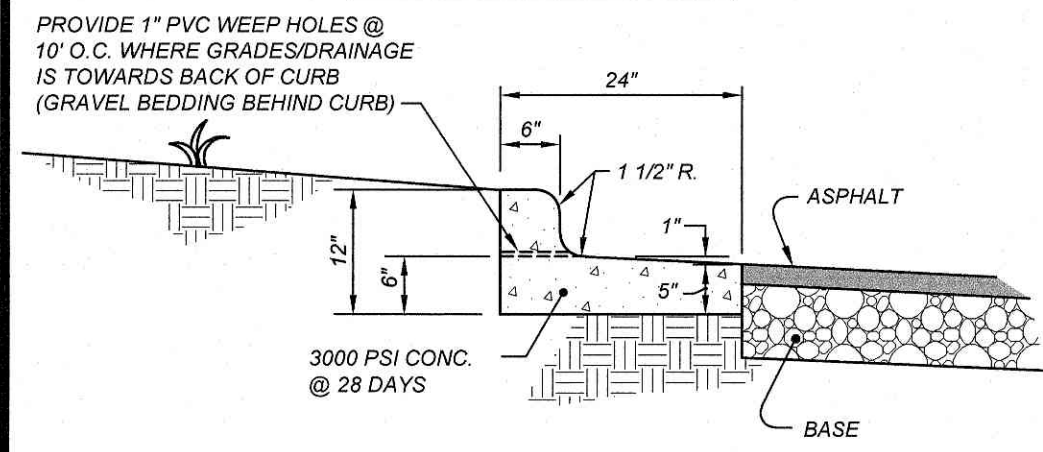 PROVIDE 1" PVC WEEP HOLES @
10' O.C. WHERE GRADES/DRAINAGE
IS TOWARDS BACK OF CURB
(GRAVEL BEDDING BEHIND CURB)
24"
6"
1 1/2" R.
ASPHALT
1"
12"
6"
5"
3000 PSI CONC.
@ 28 DAYS
BASE